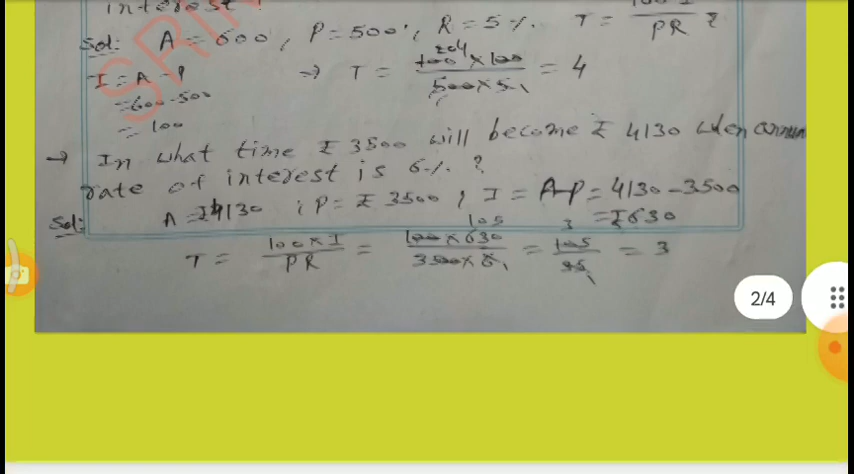 interest?
Sol: A = 600, P = 500, R = 5%. T = 100 I / PR
I = A - P ⇒ T = 100 × 100 / 500 × 5 = 4
= 600 - 500
= 100
→ In what time ₹ 3500 will become ₹ 4130 when annum
rate of interest is 6%. ?
Sol: A = ₹4130 ; P = ₹ 3500 ; I = A-P = 4130 - 3500
= ₹630
T = 100 × I / PR = 100 × 630 / 3500 × 6 = 105 / 35 = 3
2/4